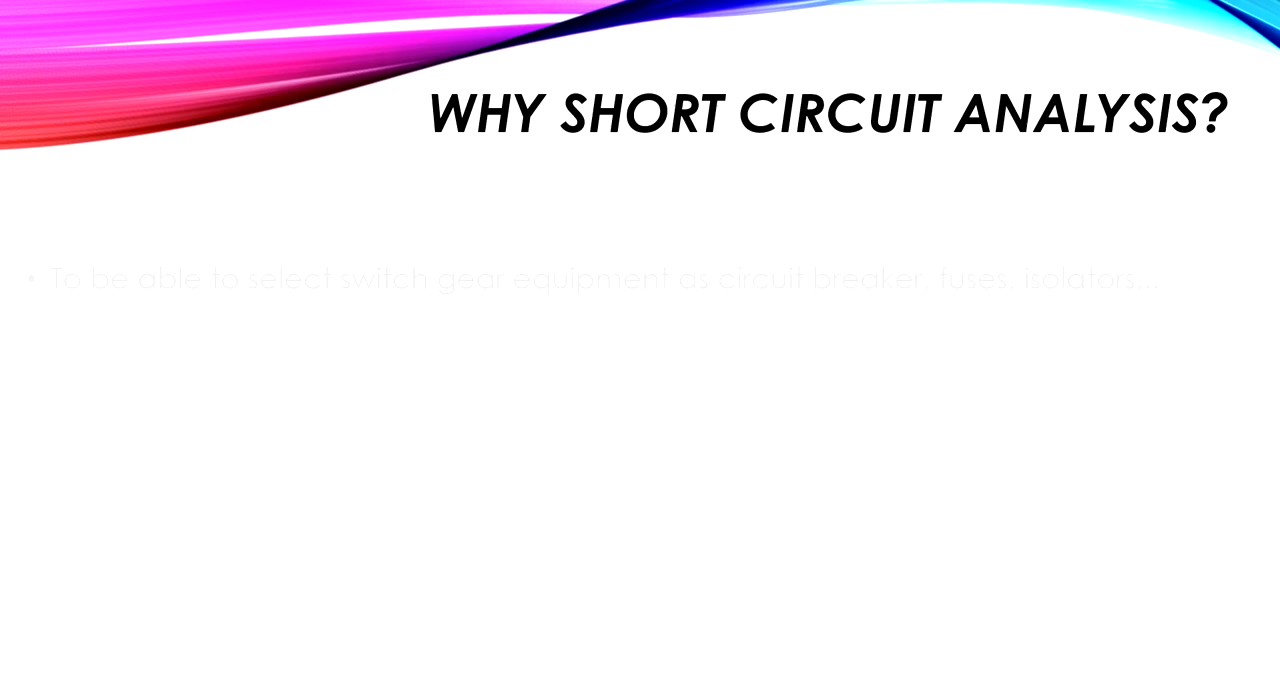 WHY SHORT CIRCUIT ANALYSIS?
• To be able to select switch gear equipment as circuit breaker, fuses, isolators...